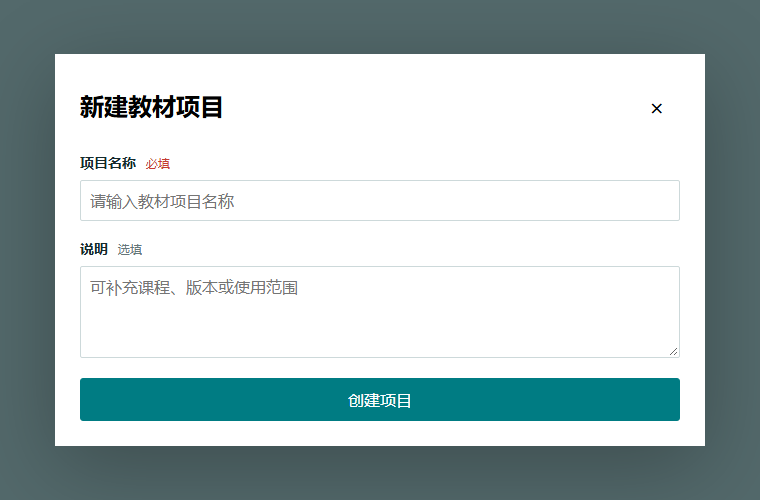 新建教材项目
×
项目名称 必填
请输入教材项目名称
说明 选填
可补充课程、版本或使用范围
创建项目